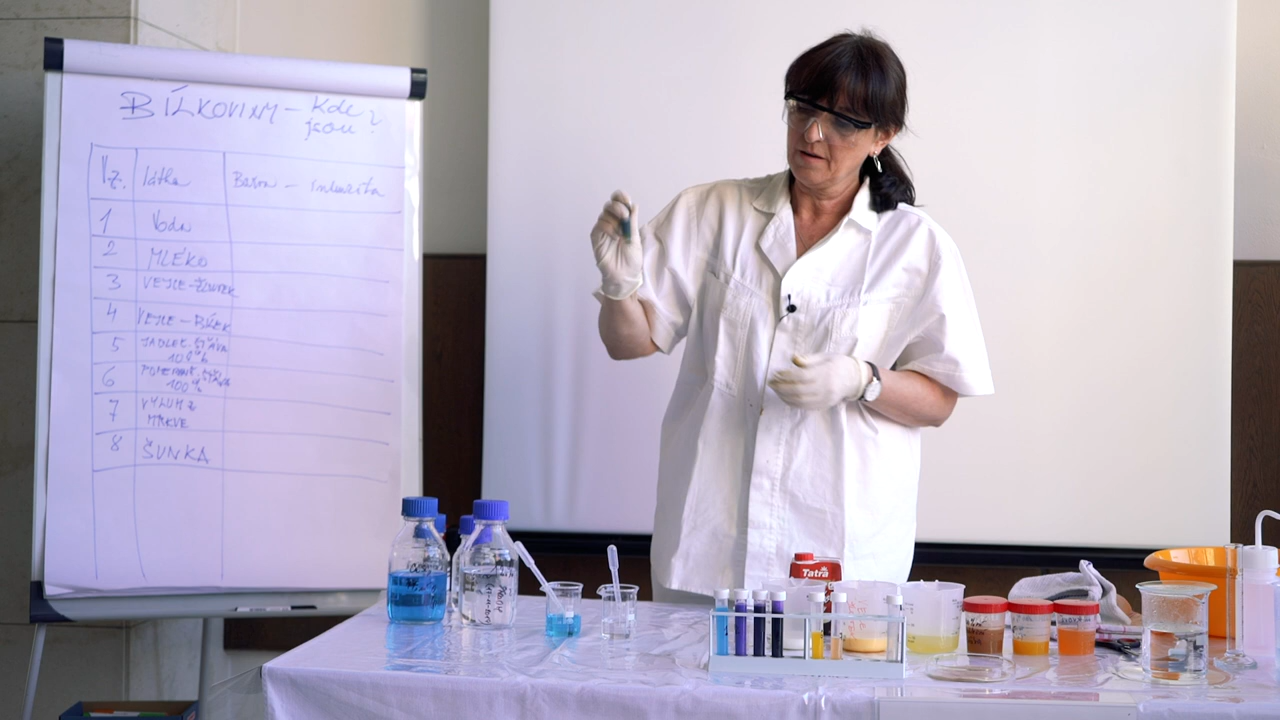 BÍLKOVINY – Kde
jsou?
Vz. látka Barva – intenzita
1 Voda
2 MLÉKO
3 VEJCE-ŽLOUTEK
4 VEJCE – BÍLEK
5 JABLEČ. ŠŤÁVA
100%
6 POMERANČ. ŠŤÁVA
100%
7 VÝLUH Z
MRKVE
8 ŠUNKA
Tatra